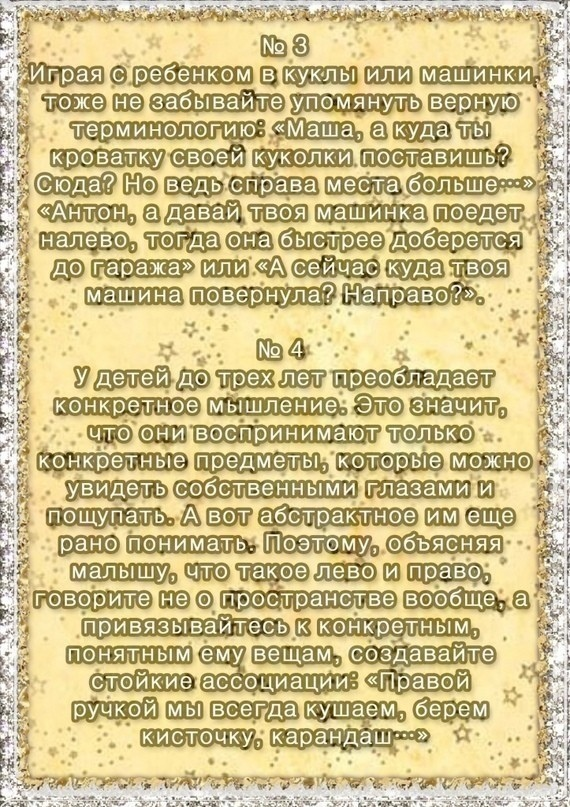 № 3
Играя с ребенком в куклы или машинки,
тоже не забывайте упомянуть верную
терминологию: «Маша, а куда ты
кроватку своей куколки поставишь?
Сюда? Но ведь справа места больше…»
«Антон, а давай твоя машинка поедет
налево, тогда она быстрее доберется
до гаража» или «А сейчас куда твоя
машина повернула? Направо?».
№ 4
У детей до трех лет преобладает
конкретное мышление. Это значит,
что они воспринимают только
конкретные предметы, которые можно
увидеть собственными глазами и
пощупать. А вот абстрактное им еще
рано понимать. Поэтому, объясняя
малышу, что такое лево и право,
говорите не о пространстве вообще, а
привязывайтесь к конкретным,
понятным ему вещам, создавайте
стойкие ассоциации: «Правой
ручкой мы всегда кушаем, берем
кисточку, карандаш…»